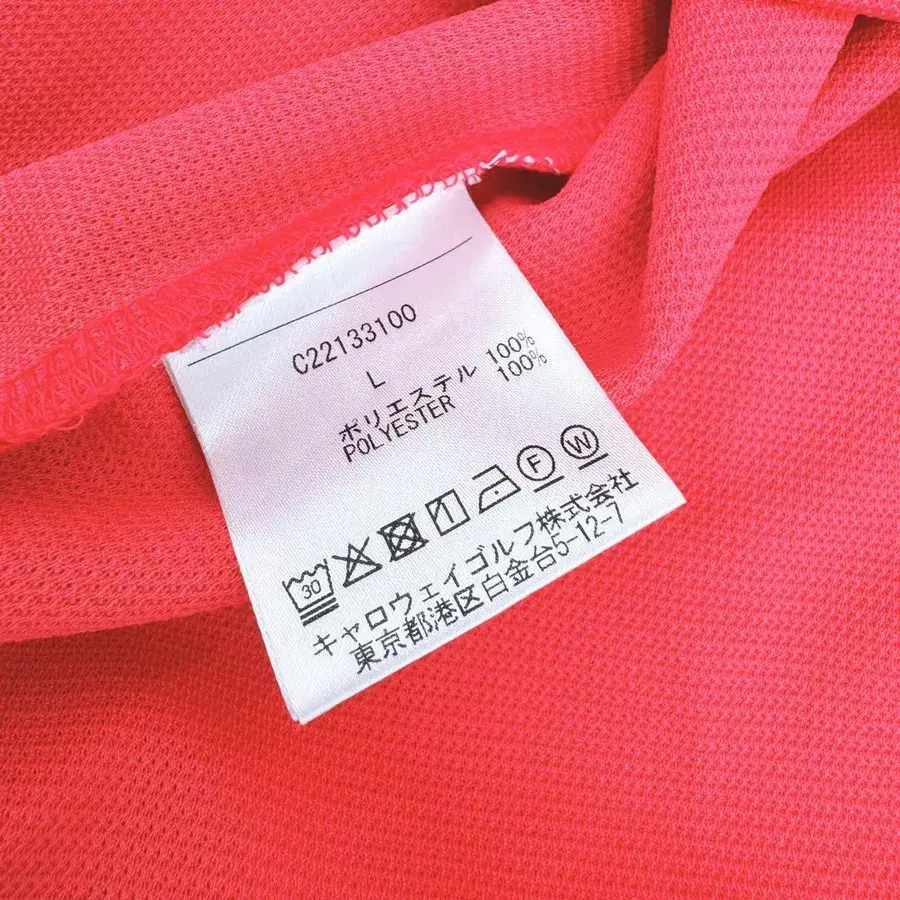 C22133100
L
ポリエステル 100%
POLYESTER 100%
30 F W
キャロウェイゴルフ株式会社
東京都港区白金台5-12-7